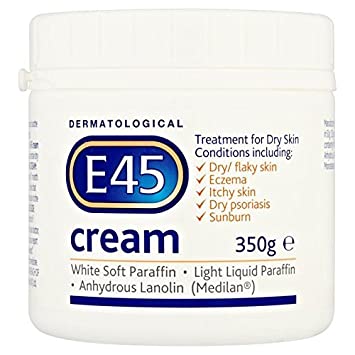 DERMATOLOGICAL
E45
cream
Treatment for Dry Skin
Conditions including:
✓ Dry/ flaky skin
✓ Eczema
✓ Itchy skin
✓ Dry psoriasis
✓ Sunburn
350g ℮
White Soft Paraffin • Light Liquid Paraffin
• Anhydrous Lanolin (Medilan®)